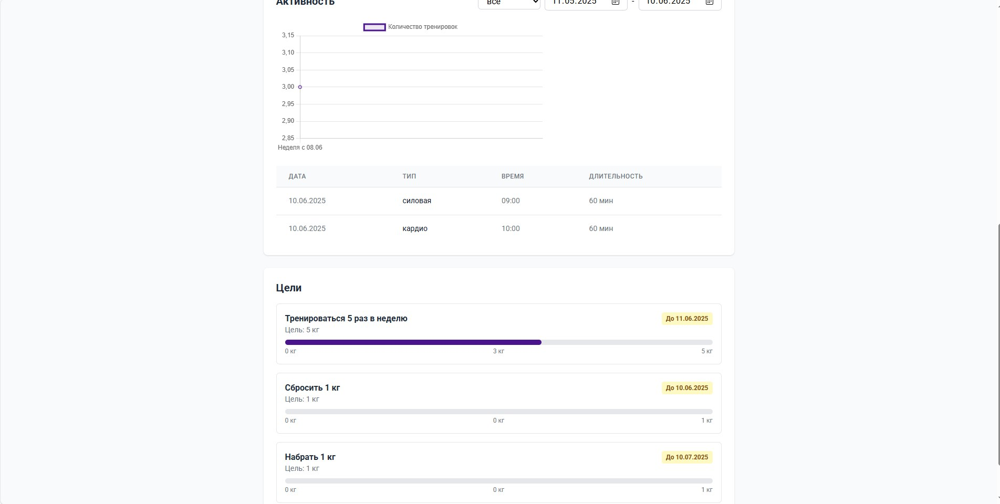 Активность все 11.05.2025 - 10.06.2025
Количество тренировок
3,15
3,10
3,05
3,00
2,95
2,90
2,85
Неделя с 08.06
ДАТА ТИП ВРЕМЯ ДЛИТЕЛЬНОСТЬ
10.06.2025 силовая 09:00 60 мин
10.06.2025 кардио 10:00 60 мин
Цели
Тренироваться 5 раз в неделю До 11.06.2025
Цель: 5 кг
0 кг 3 кг 5 кг
Сбросить 1 кг До 10.06.2025
Цель: 1 кг
0 кг 0 кг 1 кг
Набрать 1 кг До 10.07.2025
Цель: 1 кг
0 кг 0 кг 1 кг